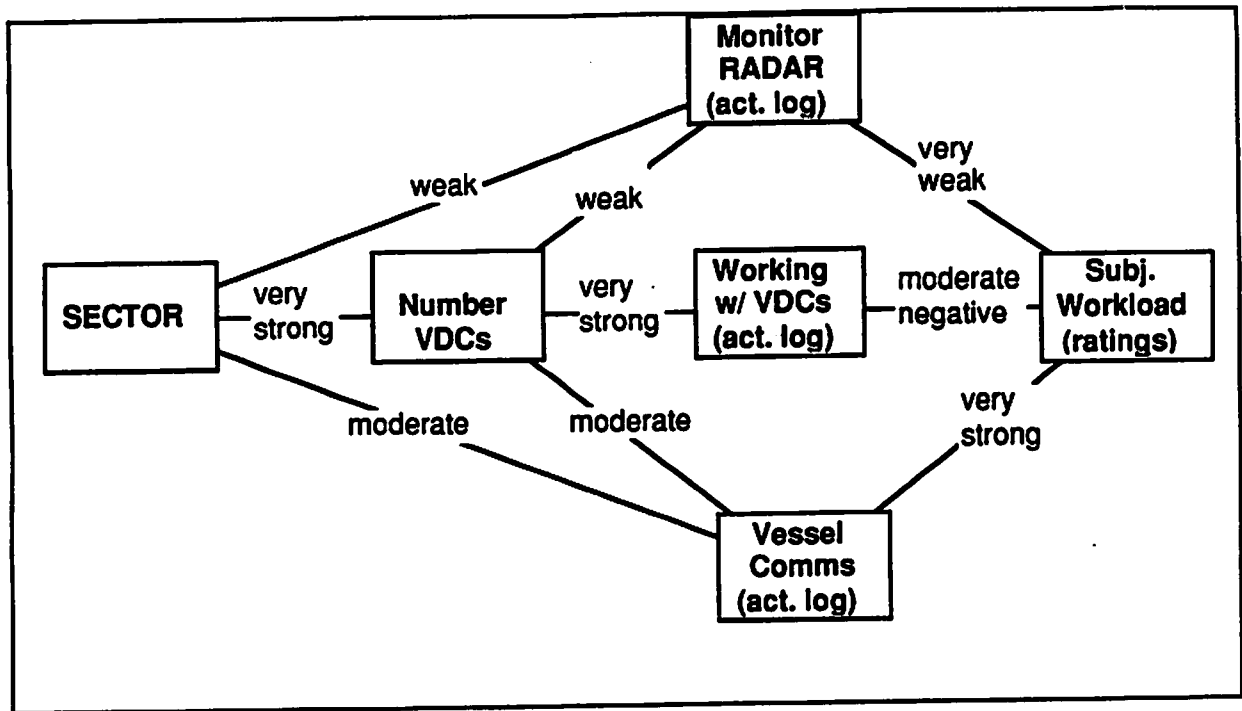 Monitor
RADAR
(act. log)
very
weak
weak
weak
SECTOR
very
strong
Number
VDCs
very
strong
Working
w/ VDCs
(act. log)
moderate
negative
Subj.
Workload
(ratings)
moderate
moderate
very
strong
Vessel
Comms
(act. log)